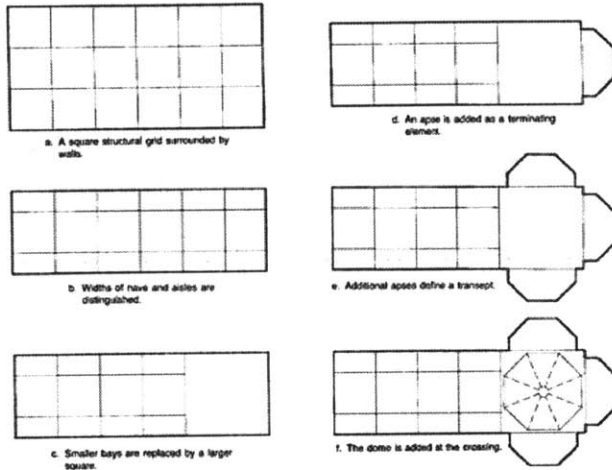 a. A square structural grid surrounded by
walls.
b Widths of nave and aisles are
distinguished.
c. Smaller bays are replaced by a larger
square.
d. An apse is added as a terminating
element.
e. Additional apses define a transept.
f. The dome is added at the crossing.